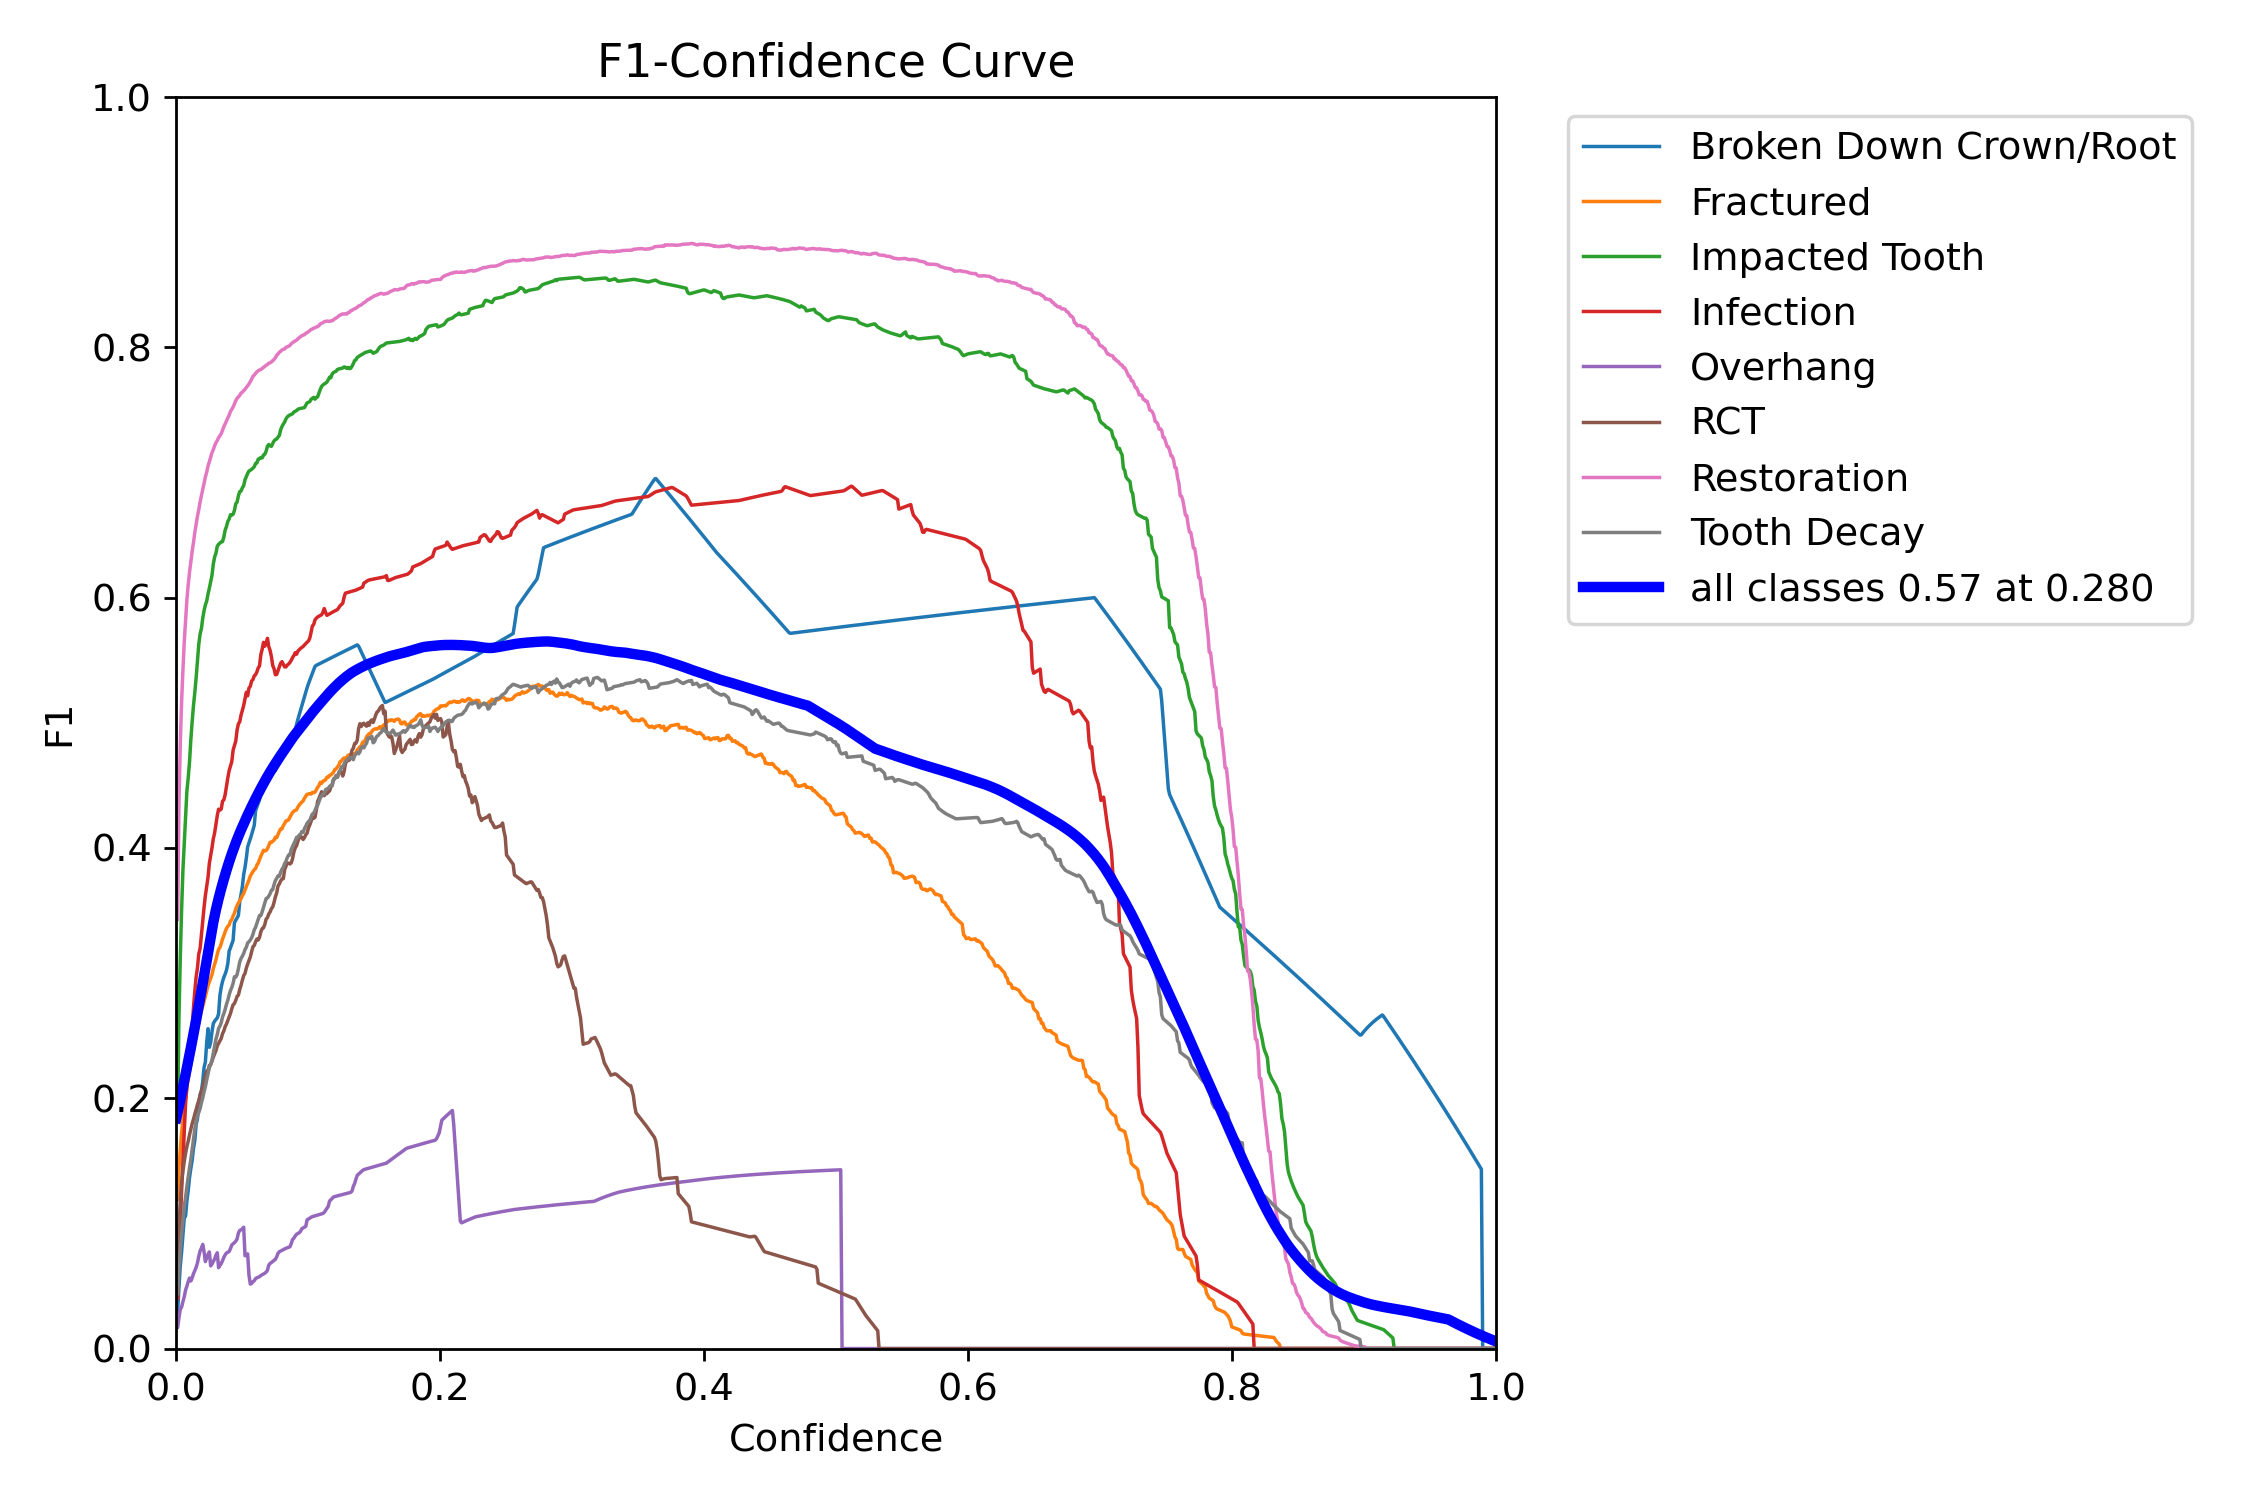 F1-Confidence Curve
1.0
0.8
0.6
0.4
0.2
0.0
F1
0.0 0.2 0.4 0.6 0.8 1.0
Confidence
Broken Down Crown/Root
Fractured
Impacted Tooth
Infection
Overhang
RCT
Restoration
Tooth Decay
all classes 0.57 at 0.280